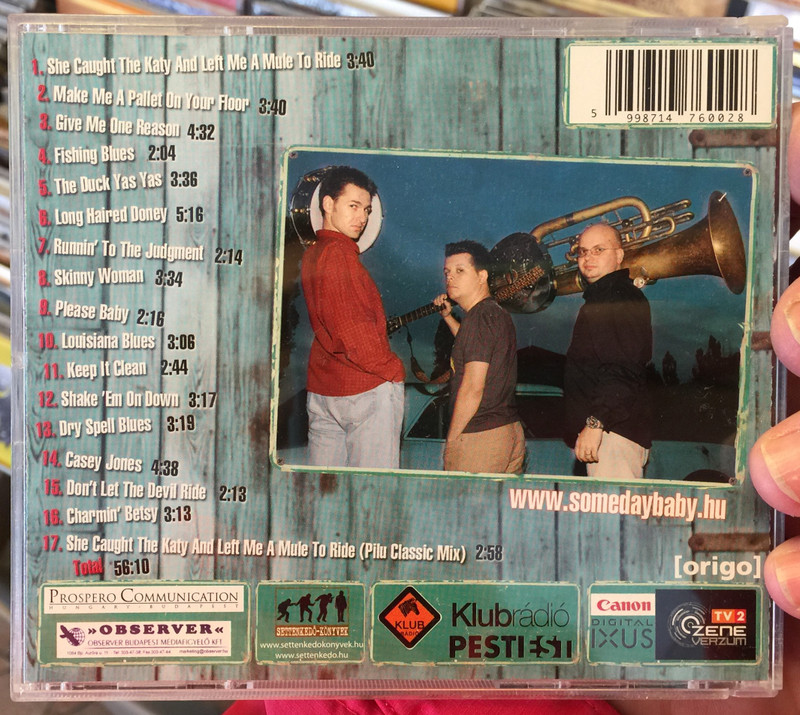 1. She Caught The Katy And Left Me A Mule To Ride 3:40
2. Make Me A Pallet On Your Floor 3:40
3. Give Me One Reason 4:32
4. Fishing Blues 2:04
5. The Duck Yas Yas 3:36
6. Long Haired Doney 5:16
7. Runnin' To The Judgment 2:14
8. Skinny Woman 3:34
9. Please Baby 2:16
10. Louisiana Blues 3:06
11. Keep It Clean 2:44
12. Shake 'Em On Down 3:17
13. Dry Spell Blues 3:19
14. Casey Jones 4:38
15. Don't Let The Devil Ride 2:13
16. Charmin' Betsy 3:13
17. She Caught The Katy And Left Me A Mule To Ride (Pilu Classic Mix) 2:58
Total 56:10
5 998714 760028
www.somedaybaby.hu
[origo]
PROSPERO COMMUNICATION
HUNGARY/BUDAPEST
»OBSERVER«
OBSERVER BUDAPEST MÉDIAFIGYELŐ KFT.
SETTENKEDŐ-KÖNYVEK
www.settenkedokonyvek.hu
www.settenkedo.hu
KLUB
RÁDIÓ
Klubrádió
PESTIEST
Canon
DIGITAL
IXUS
TV2
ZENE
VERZUM